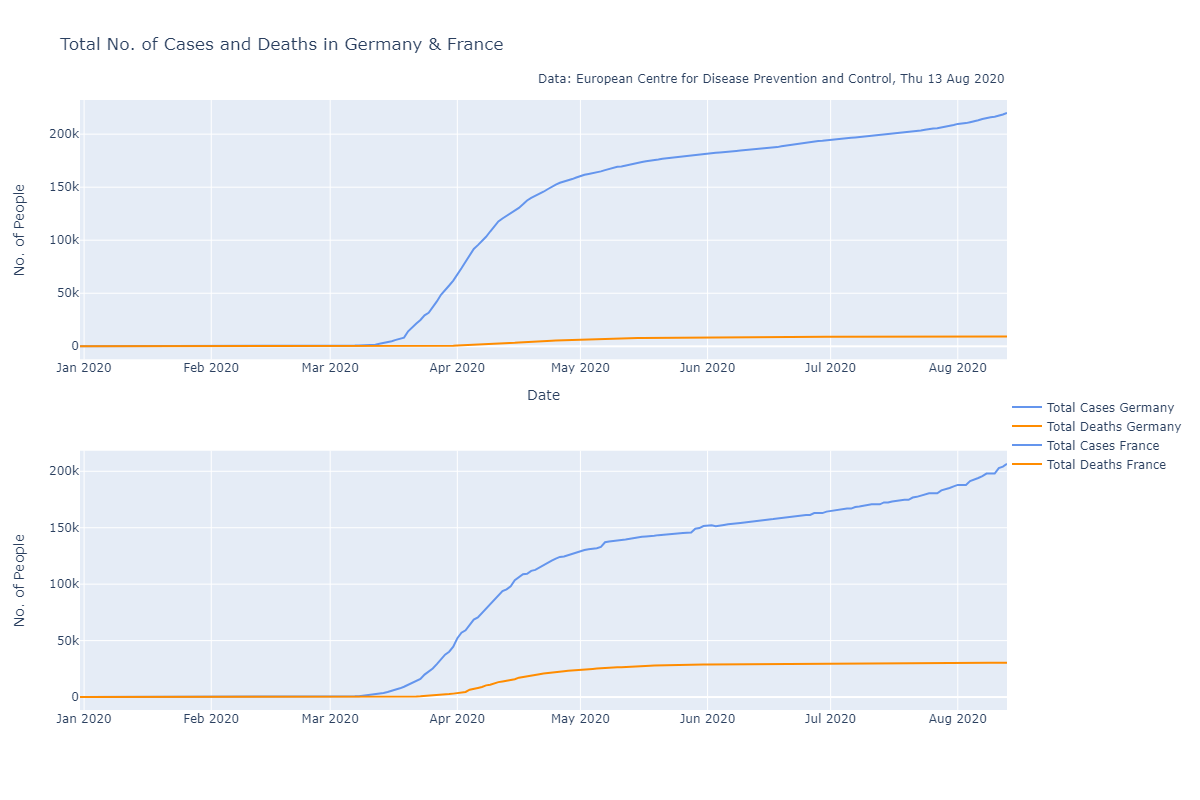 Total No. of Cases and Deaths in Germany & France
Data: European Centre for Disease Prevention and Control, Thu 13 Aug 2020
No. of People
200k
150k
100k
50k
0
Jan 2020 Feb 2020 Mar 2020 Apr 2020 May 2020 Jun 2020 Jul 2020 Aug 2020
Date
Total Cases Germany
Total Deaths Germany
Total Cases France
Total Deaths France
No. of People
200k
150k
100k
50k
0
Jan 2020 Feb 2020 Mar 2020 Apr 2020 May 2020 Jun 2020 Jul 2020 Aug 2020